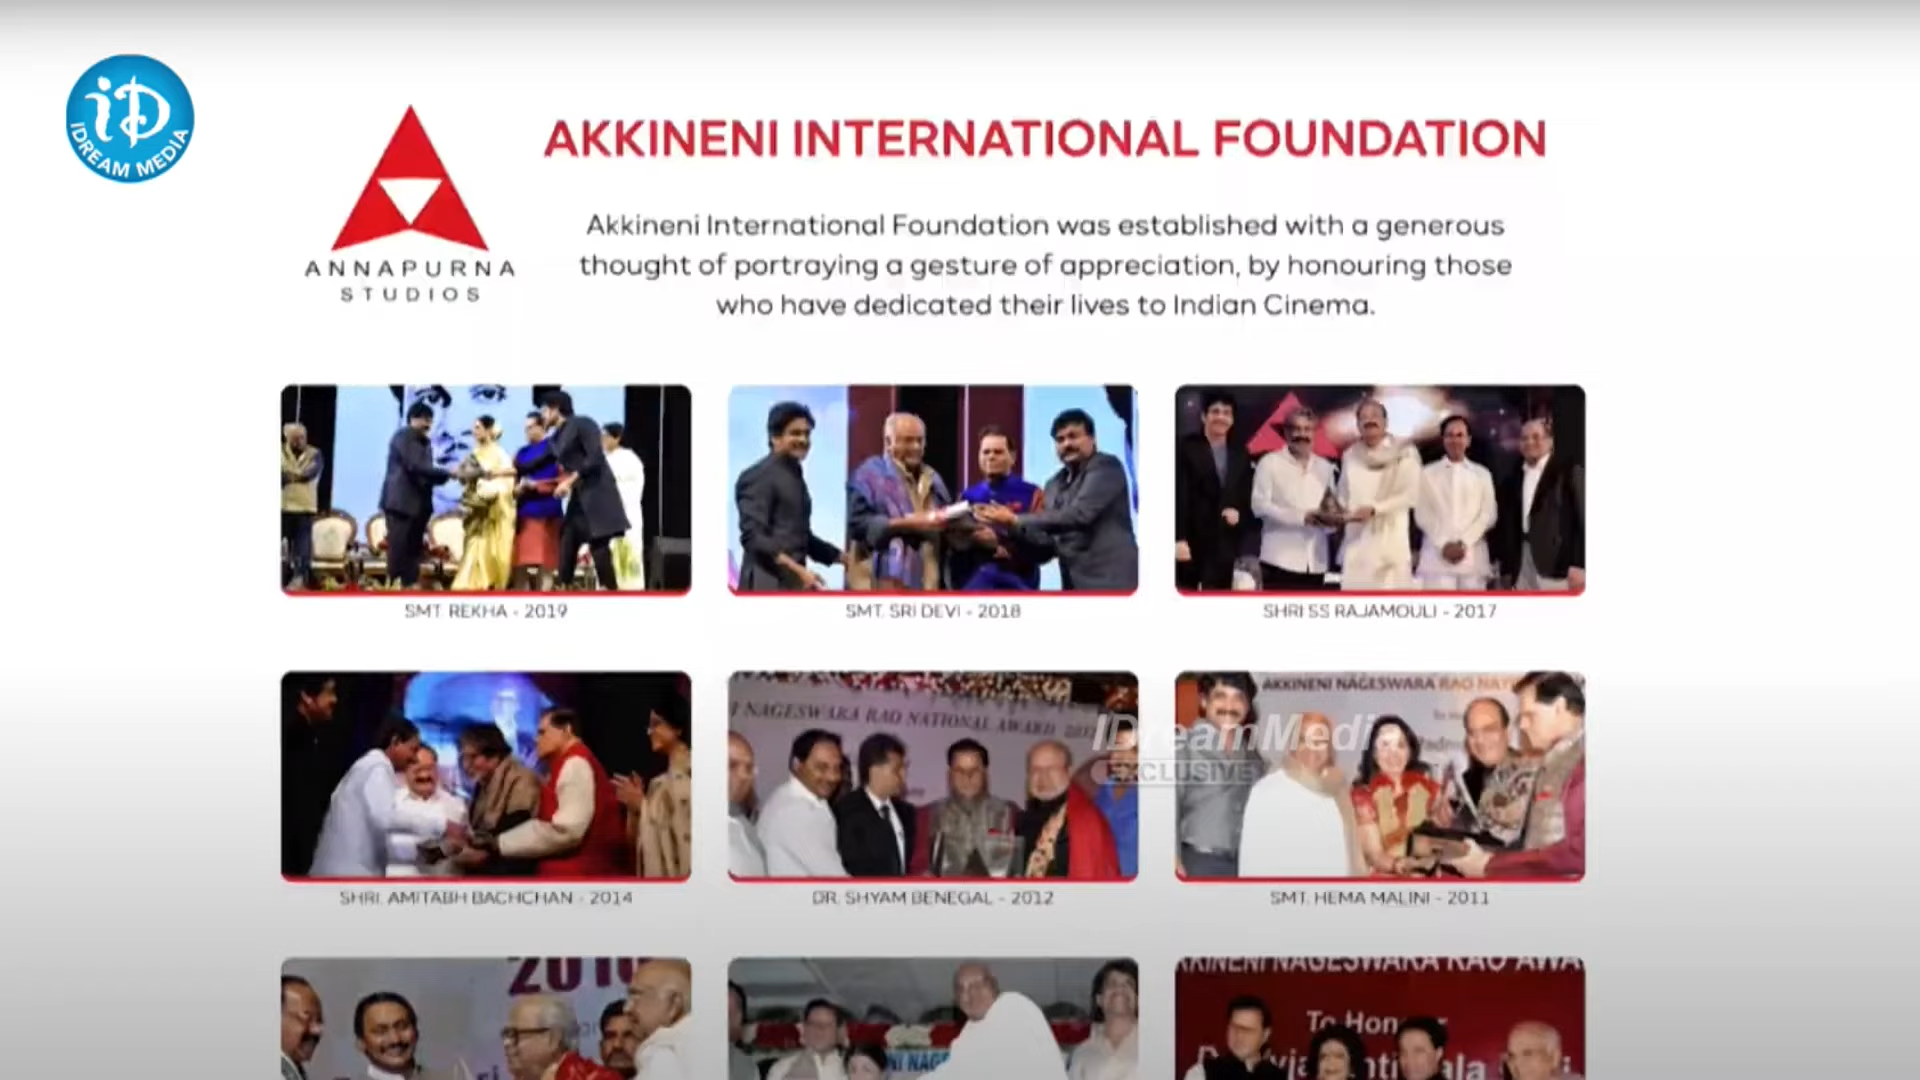 iD
IDREAM MEDIA
ANNAPURNA
STUDIOS
AKKINENI INTERNATIONAL FOUNDATION
Akkineni International Foundation was established with a generous
thought of portraying a gesture of appreciation, by honouring those
who have dedicated their lives to Indian Cinema.
SMT. REKHA - 2019
SMT. SRI DEVI - 2018
SHRI SS RAJAMOULI - 2017
I NAGESWARA RAO NATIONAL AWARD
AKKINENI NAGESWARA RAO
IDreamMedia
EXCLUSIVE
SHRI. AMITABH BACHCHAN - 2014
DR. SHYAM BENEGAL - 2012
SMT. HEMA MALINI - 2011
NAGESWARA RAO
To